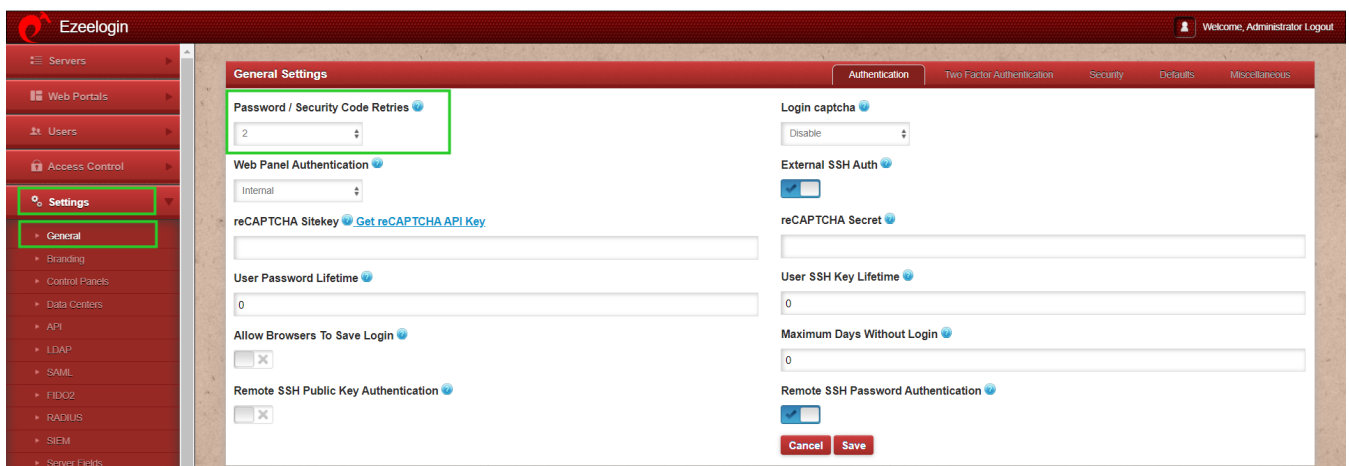 Ezeelogin
Welcome, Administrator Logout
Servers
Web Portals
Users
Access Control
Settings
General
Branding
Control Panels
Data Centers
API
LDAP
SAML
FIDO2
RADIUS
SIEM
Server Fields
General Settings
Authentication
Two Factor Authentication
Security
Defaults
Miscellaneous
Password / Security Code Retries
2
Login captcha
Disable
Web Panel Authentication
Internal
External SSH Auth
reCAPTCHA Sitekey Get reCAPTCHA API Key
reCAPTCHA Secret
User Password Lifetime
0
User SSH Key Lifetime
0
Allow Browsers To Save Login
Maximum Days Without Login
0
Remote SSH Public Key Authentication
Remote SSH Password Authentication
Cancel
Save